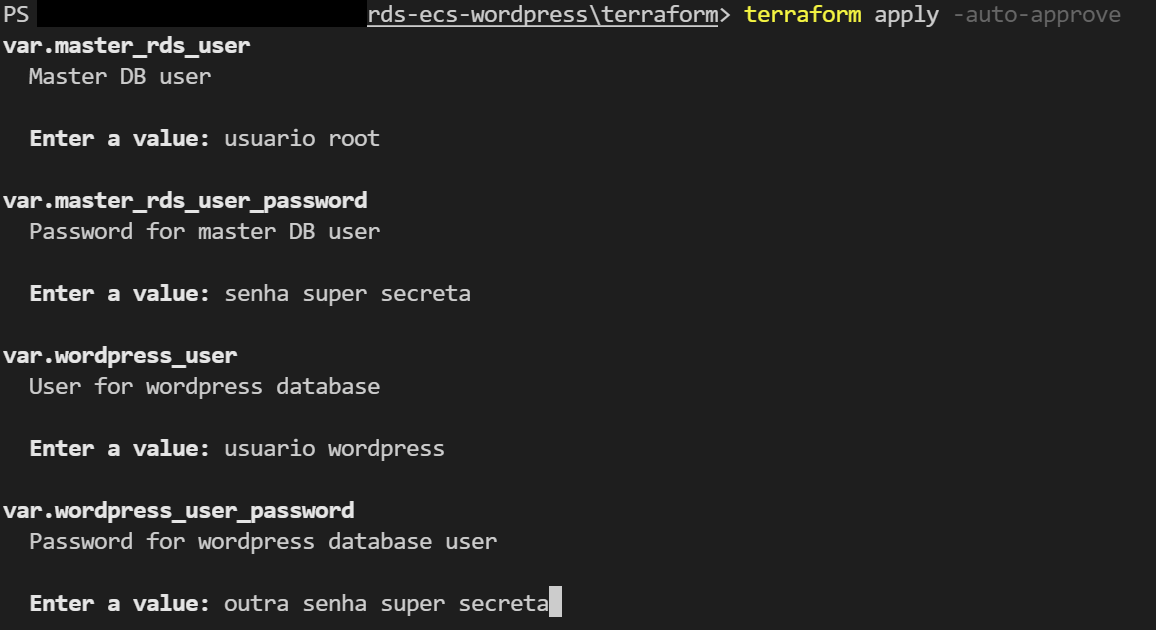 PS rds-ecs-wordpress\terraform> terraform apply -auto-approve
var.master_rds_user
Master DB user
Enter a value: usuario root
var.master_rds_user_password
Password for master DB user
Enter a value: senha super secreta
var.wordpress_user
User for wordpress database
Enter a value: usuario wordpress
var.wordpress_user_password
Password for wordpress database user
Enter a value: outra senha super secreta